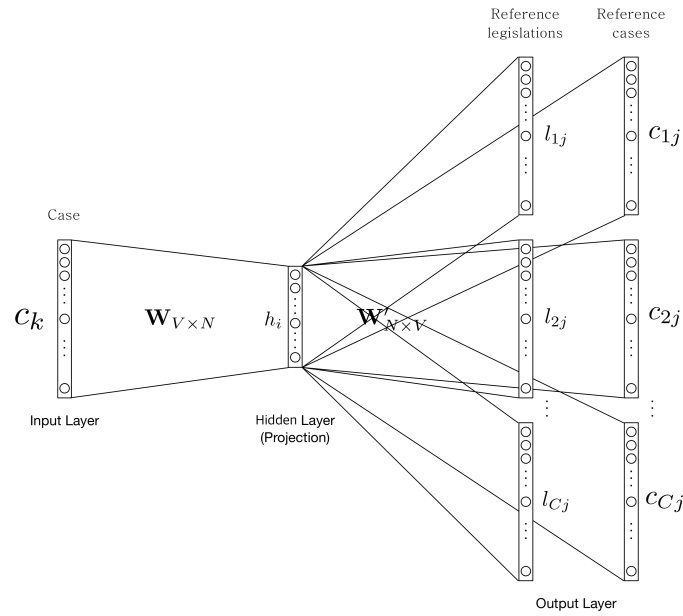 Reference
legislations
Reference
cases
l_{1j}
c_{1j}
Case
c_k
W_{V×N}
h_i
W'_{N×V}
l_{2j}
c_{2j}
Input Layer
Hidden Layer
(Projection)
l_{Cj}
c_{Cj}
Output Layer